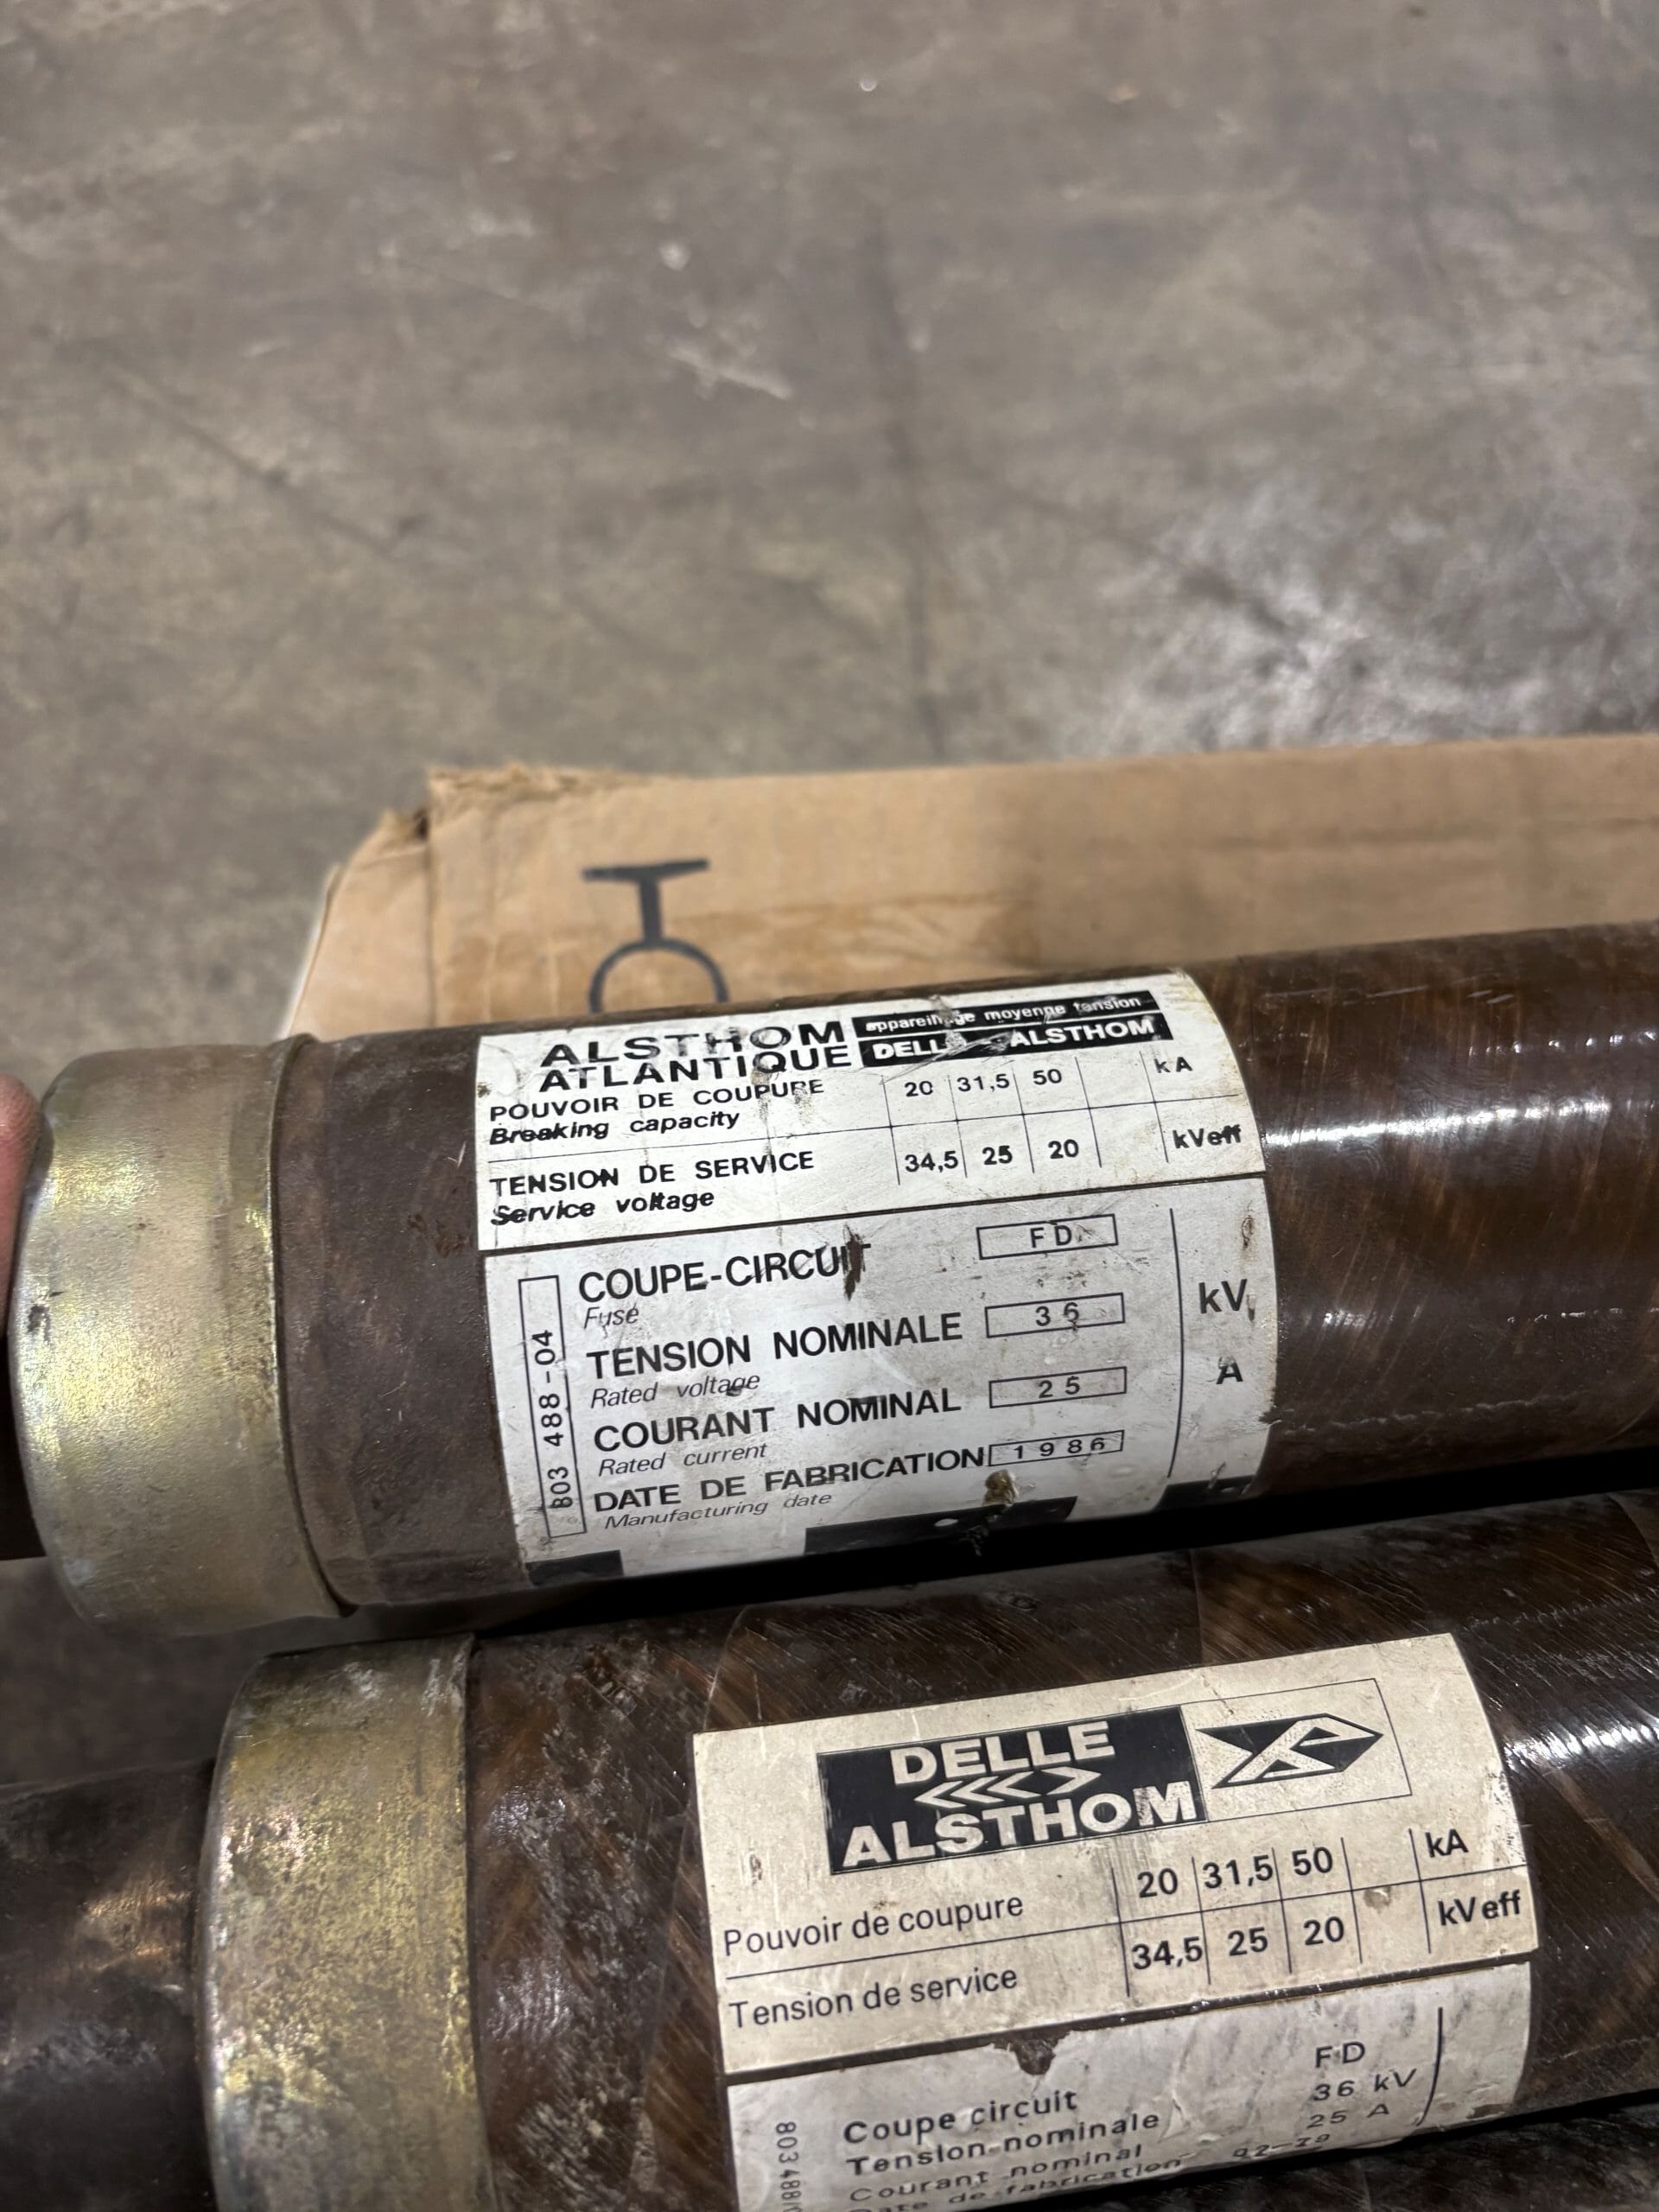 ALSTHOM
ATLANTIQUE
appareillage moyenne tension
DELLE ALSTHOM
POUVOIR DE COUPURE 20 31,5 50 kA
Breaking capacity
TENSION DE SERVICE 34,5 25 20 kVeff
Service voltage
803 488-04
COUPE-CIRCUIT FD
Fuse
TENSION NOMINALE 36 kV
Rated voltage
COURANT NOMINAL 25 A
Rated current
DATE DE FABRICATION 1986
Manufacturing date
DELLE
ALSTHOM
Pouvoir de coupure 20 31,5 50 kA
Tension de service 34,5 25 20 kVeff
Coupe circuit FD
Tension nominale 36 kV
Courant nominal 25 A
Date de fabrication